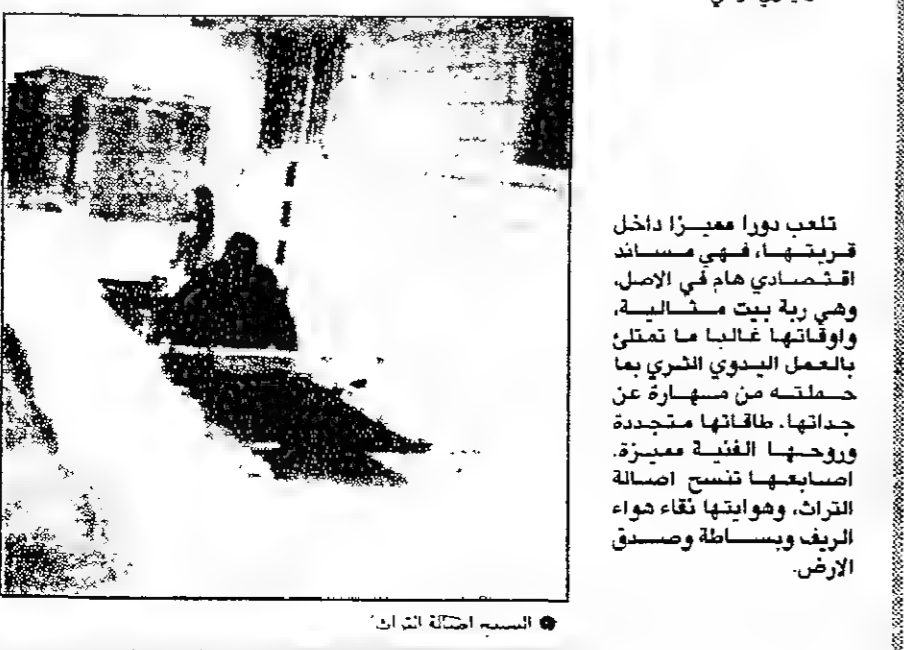 تلعب دورا مميزا داخل
قريتها، فهي مساند
اقتصادي هام في الاصل،
وهي ربة بيت مثالية،
واوقاتها غالبا ما تمتلئ
بالعمل اليدوي الثري بما
حملته من مهارة عن
جداتها. طاقاتها متجددة
وروحها الفنية مميزة.
اصابعها تنسج اصالة
التراث، وهوايتها نقاء هواء
الريف وبساطة وصدق
الارض.
● النسيج اصالة التراث